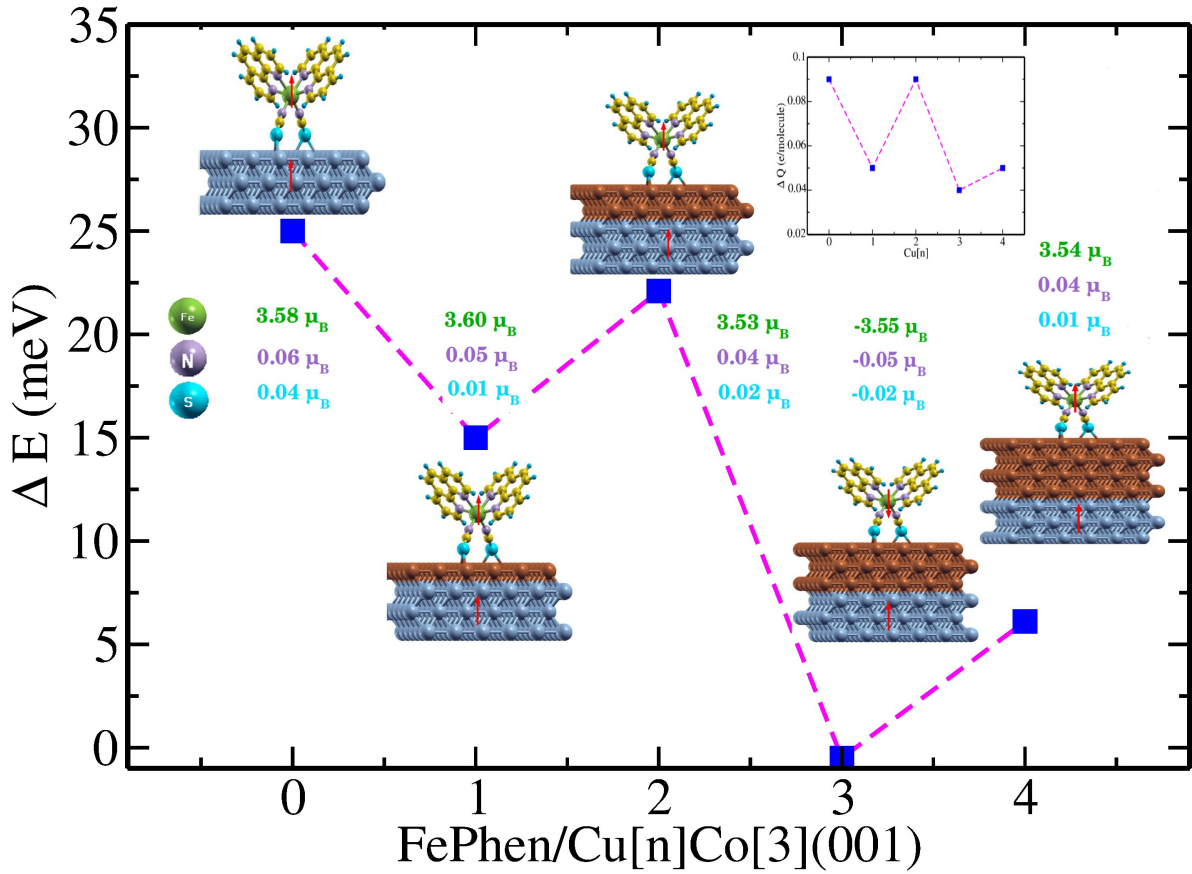 35
30
25
20
15
10
5
0
Δ E (meV)
0 1 2 3 4
FePhen/Cu[n]Co[3](001)
Fe
N
S
3.58 μB
0.06 μB
0.04 μB
3.60 μB
0.05 μB
0.01 μB
3.53 μB
0.04 μB
0.02 μB
-3.55 μB
-0.05 μB
-0.02 μB
3.54 μB
0.04 μB
0.01 μB
0.1
0.08
0.06
0.04
0.02
Δ Q (e/molecule)
0 1 2 3 4
Cu[n]